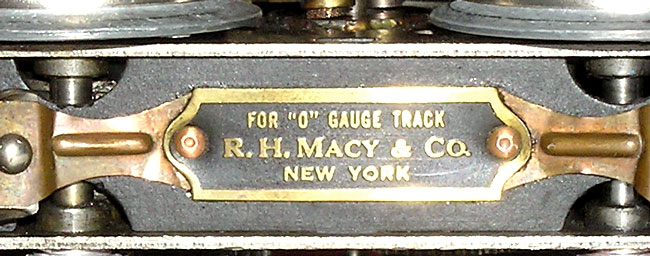 FOR "O" GAUGE TRACK
R. H. MACY & CO.
NEW YORK